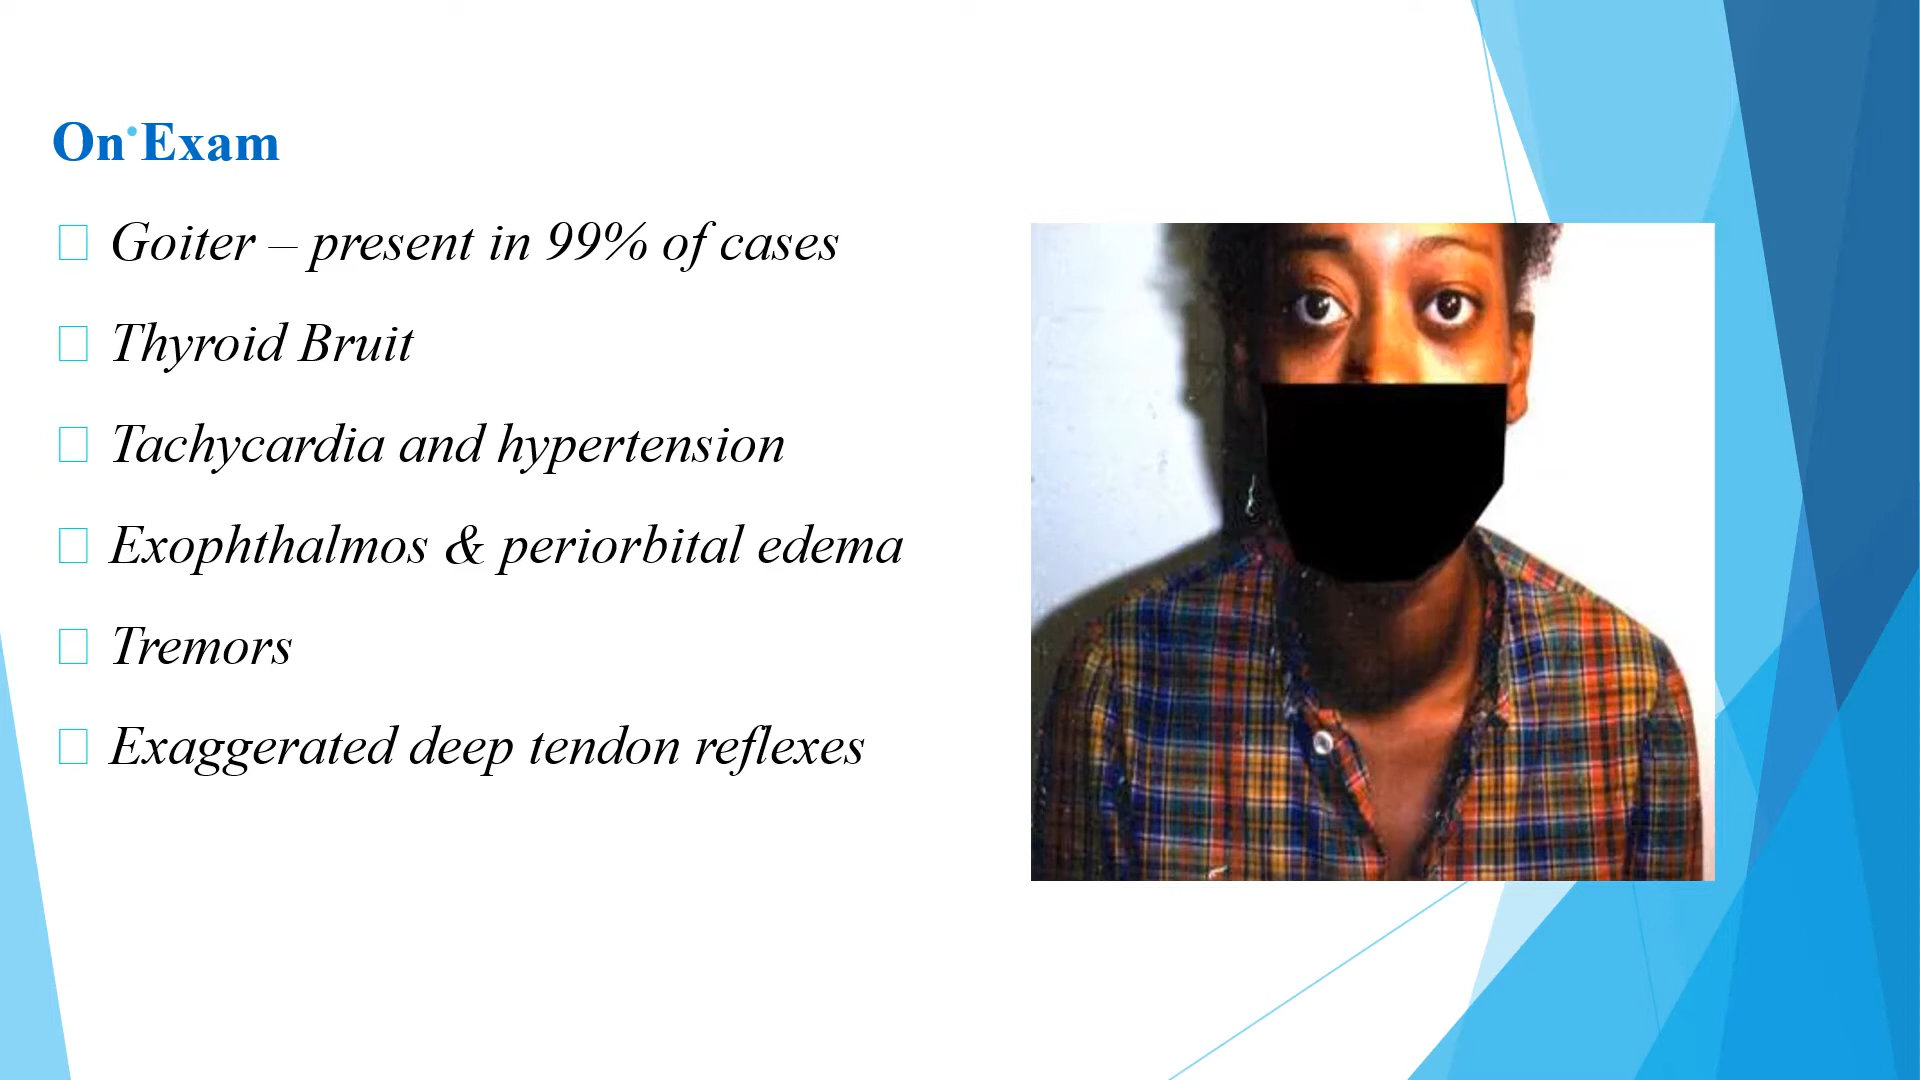 On Exam
Goiter – present in 99% of cases
Thyroid Bruit
Tachycardia and hypertension
Exophthalmos & periorbital edema
Tremors
Exaggerated deep tendon reflexes